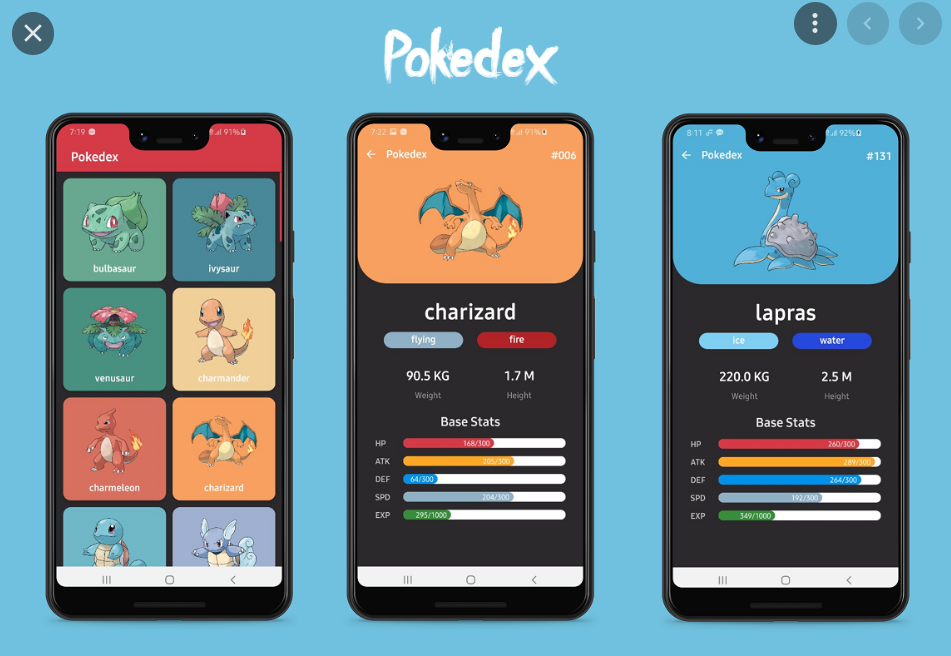 Pokedex
7:19
91%
Pokedex
bulbasaur
ivysaur
venusaur
charmander
charmeleon
charizard
7:22
91%
Pokedex
#006
charizard
flying
fire
90.5 KG
1.7 M
Weight
Height
Base Stats
HP 168/300
ATK 205/300
DEF 64/300
SPD 204/300
EXP 295/1000
8:11
92%
Pokedex
#131
lapras
ice
water
220.0 KG
2.5 M
Weight
Height
Base Stats
HP 260/300
ATK 289/300
DEF 264/300
SPD 192/300
EXP 349/1000